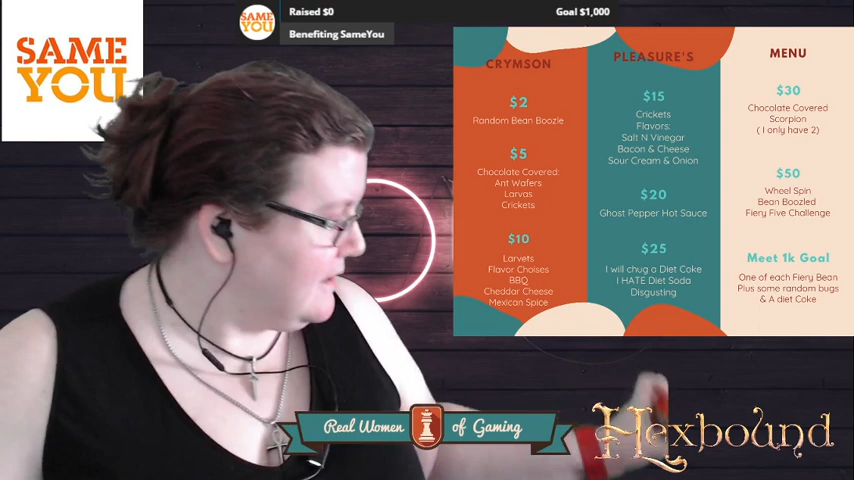 SAME
YOU
SAME
YOU
Raised $0
Goal $1,000
Benefiting SameYou
CRYMSON
PLEASURE'S
MENU
$2
Random Bean Boozle
$5
Chocolate Covered:
Ant Wafers
Larvas
Crickets
$10
Larvets
Flavor Choises
BBQ
Cheddar Cheese
Mexican Spice
$15
Crickets
Flavors:
Salt N Vinegar
Bacon & Cheese
Sour Cream & Onion
$20
Ghost Pepper Hot Sauce
$25
I will chug a Diet Coke
I HATE Diet Soda
Disgusting
$30
Chocolate Covered
Scorpion
( I only have 2)
$50
Wheel Spin
Bean Boozled
Fiery Five Challenge
Meet 1k Goal
One of each Fiery Bean
Plus some random bugs
& A diet Coke
Real Women of Gaming
Hexbound